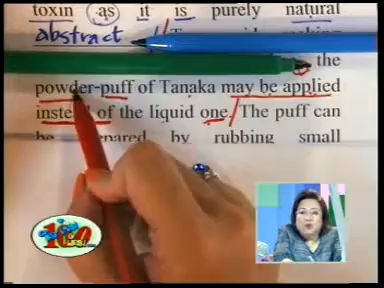 toxin as it is purely natural
abstract
the
powder-puff of Tanaka may be applied
instead of the liquid one. The puff can
be prepared by rubbing small
100